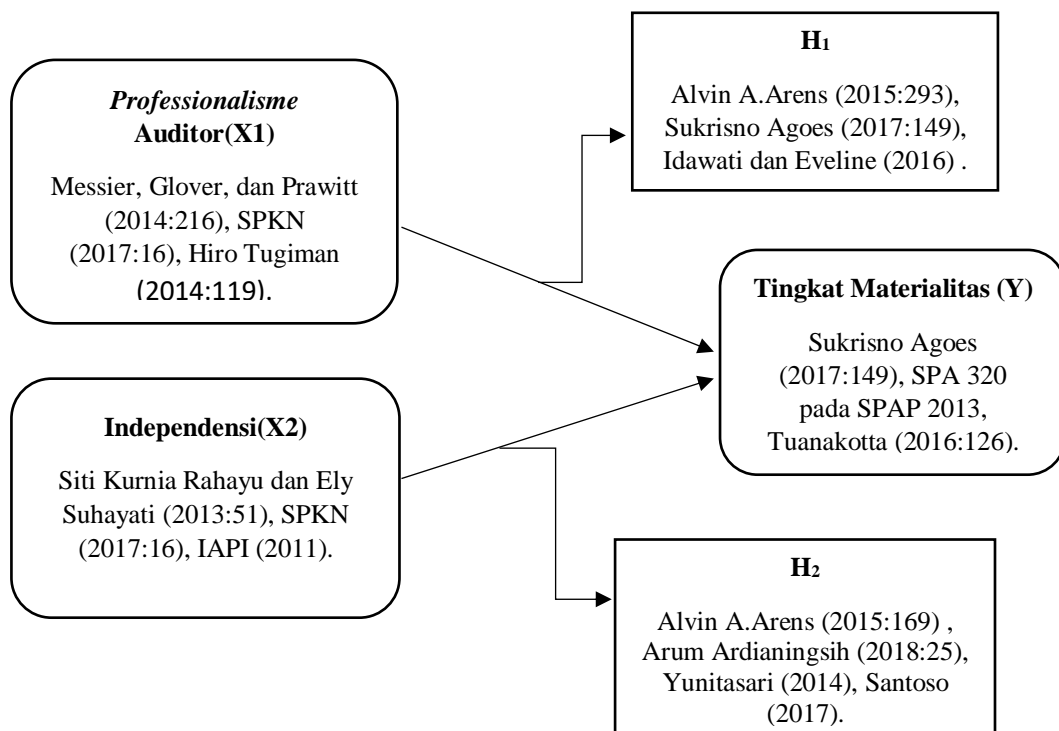 Professionalisme
Auditor(X1)
Messier, Glover, dan Prawitt
(2014:216), SPKN
(2017:16), Hiro Tugiman
(2014:119).
Independensi(X2)
Siti Kurnia Rahayu dan Ely
Suhayati (2013:51), SPKN
(2017:16), IAPI (2011).
H₁
Alvin A.Arens (2015:293),
Sukrisno Agoes (2017:149),
Idawati dan Eveline (2016) .
Tingkat Materialitas (Y)
Sukrisno Agoes
(2017:149), SPA 320
pada SPAP 2013,
Tuanakotta (2016:126).
H₂
Alvin A.Arens (2015:169) ,
Arum Ardianingsih (2018:25),
Yunitasari (2014), Santoso
(2017).